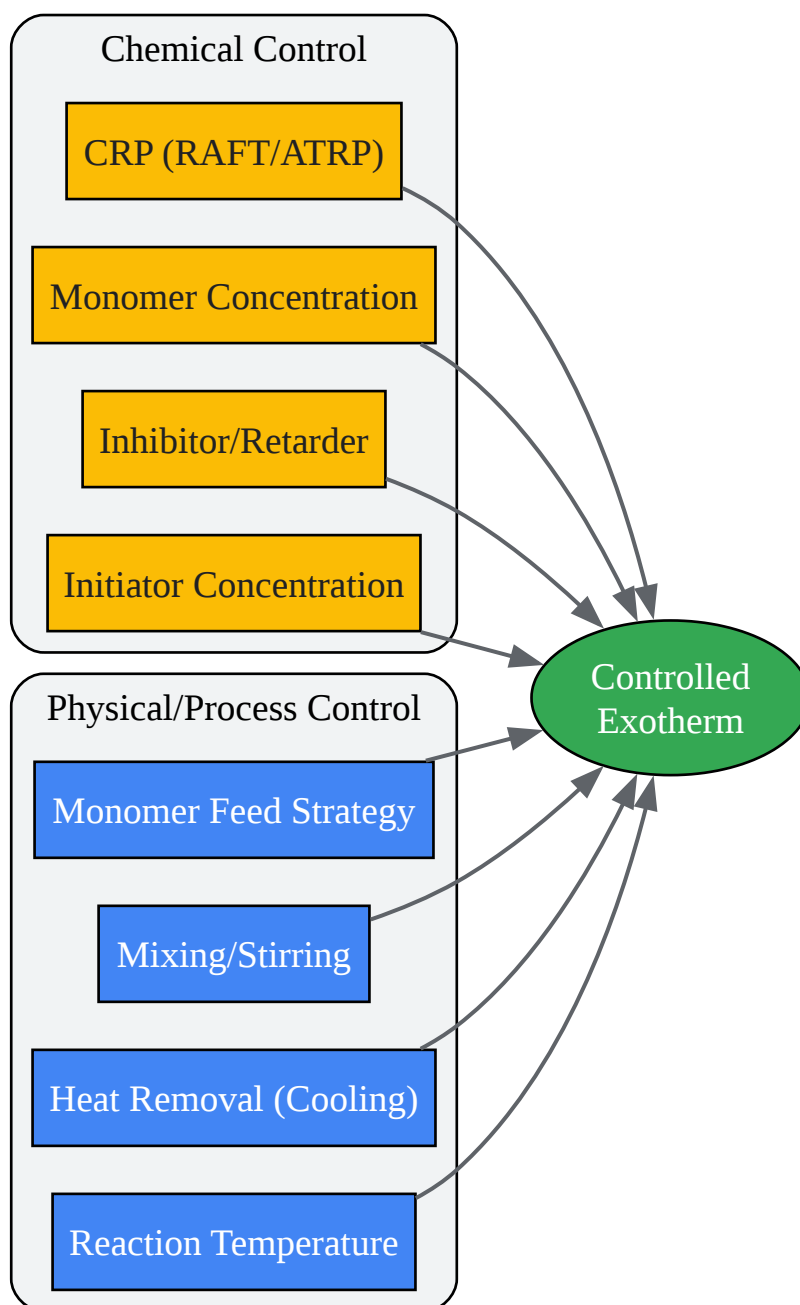 Chemical Control
CRP (RAFT/ATRP)
Monomer Concentration
Inhibitor/Retarder
Initiator Concentration
Controlled
Exotherm
Physical/Process Control
Monomer Feed Strategy
Mixing/Stirring
Heat Removal (Cooling)
Reaction Temperature